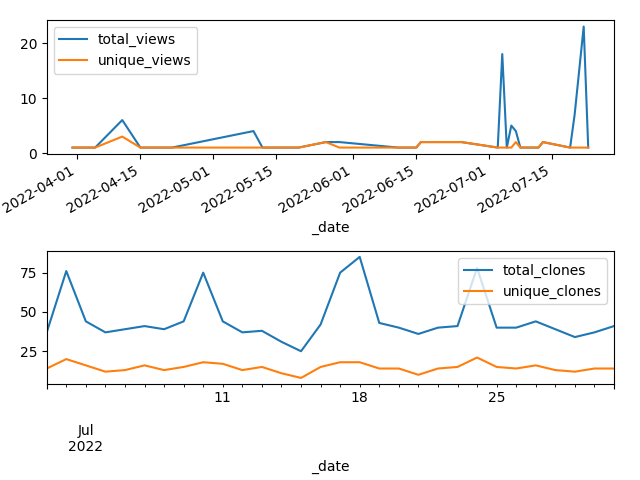 20
10
0
total_views
unique_views
2022-04-01
2022-04-15
2022-05-01
2022-05-15
2022-06-01
2022-06-15
2022-07-01
2022-07-15
_date
75
50
25
total_clones
unique_clones
11
18
25
Jul
2022
_date